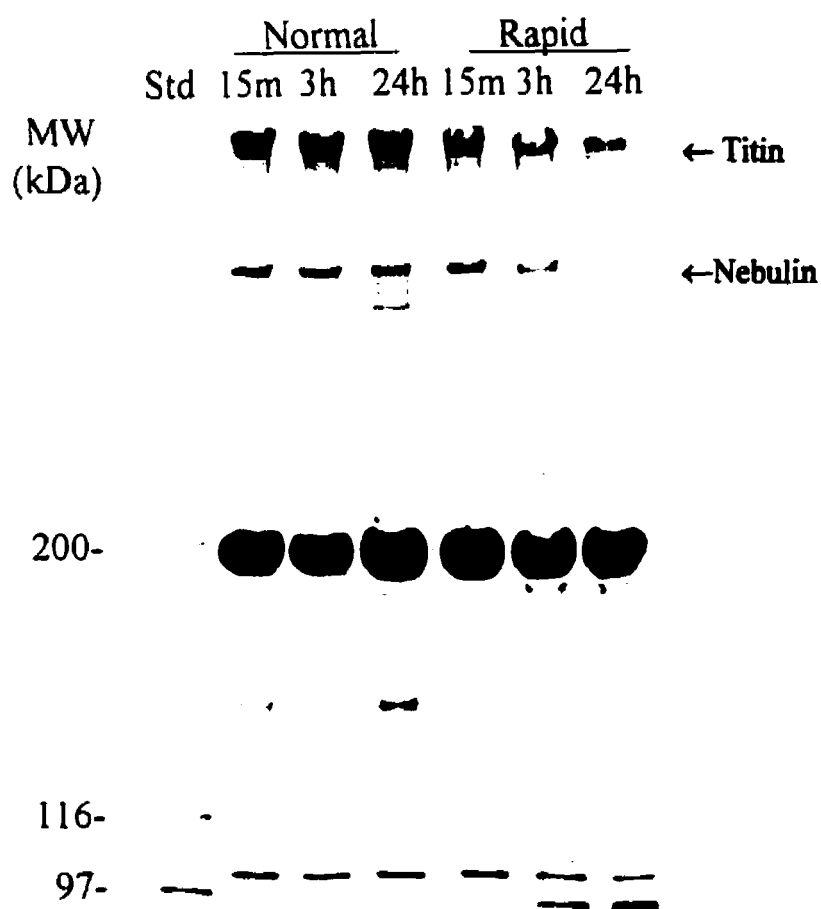 Normal Rapid
Std 15m 3h 24h 15m 3h 24h
MW
(kDa)
← Titin
←Nebulin
200-
116-
97-